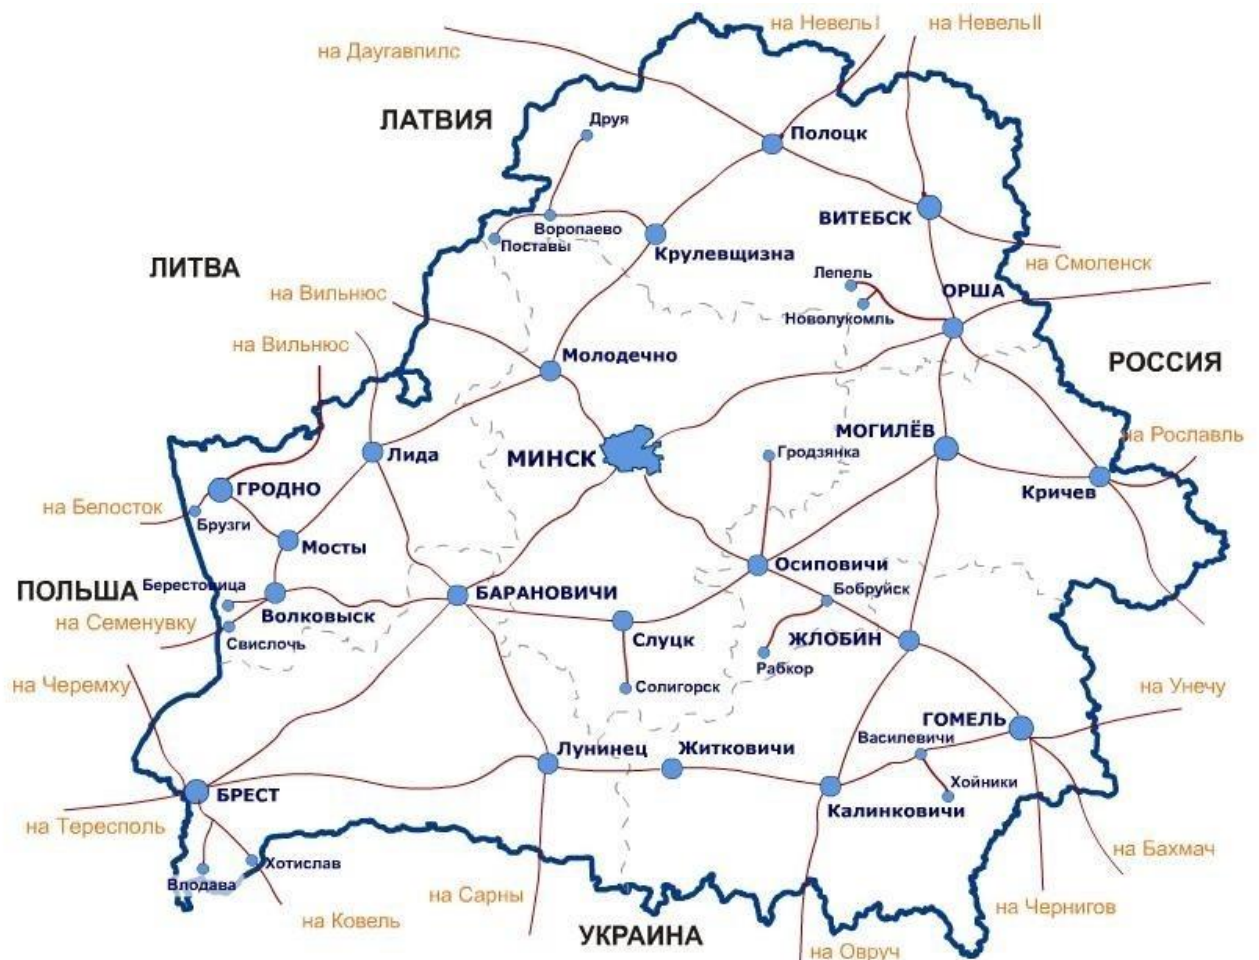 на Невель I
на Невель II
на Даугавпилс
ЛАТВИЯ
Друя
Полоцк
ВИТЕБСК
Воропаево
Поставы
Крулевщизна
на Смоленск
ЛИТВА
Лепель
ОРША
на Вильнюс
Новолукомль
на Вильнюс
Молодечно
РОССИЯ
МОГИЛЁВ
на Рославль
Лида
МИНСК
Гродзянка
ГРОДНО
Кричев
на Белосток
Брузги
Мосты
Осиповичи
ПОЛЬША
Берестовица
БАРАНОВИЧИ
Бобруйск
на Семенувку
Волковыск
Свислочь
Слуцк
ЖЛОБИН
Рабкор
на Черемху
Солигорск
на Унечу
ГОМЕЛЬ
Василевичи
Лунинец
Житковичи
Хойники
БРЕСТ
Калинковичи
на Тересполь
на Бахмач
Хотислав
Влодава
на Сарны
на Чернигов
на Ковель
УКРАИНА
на Овруч